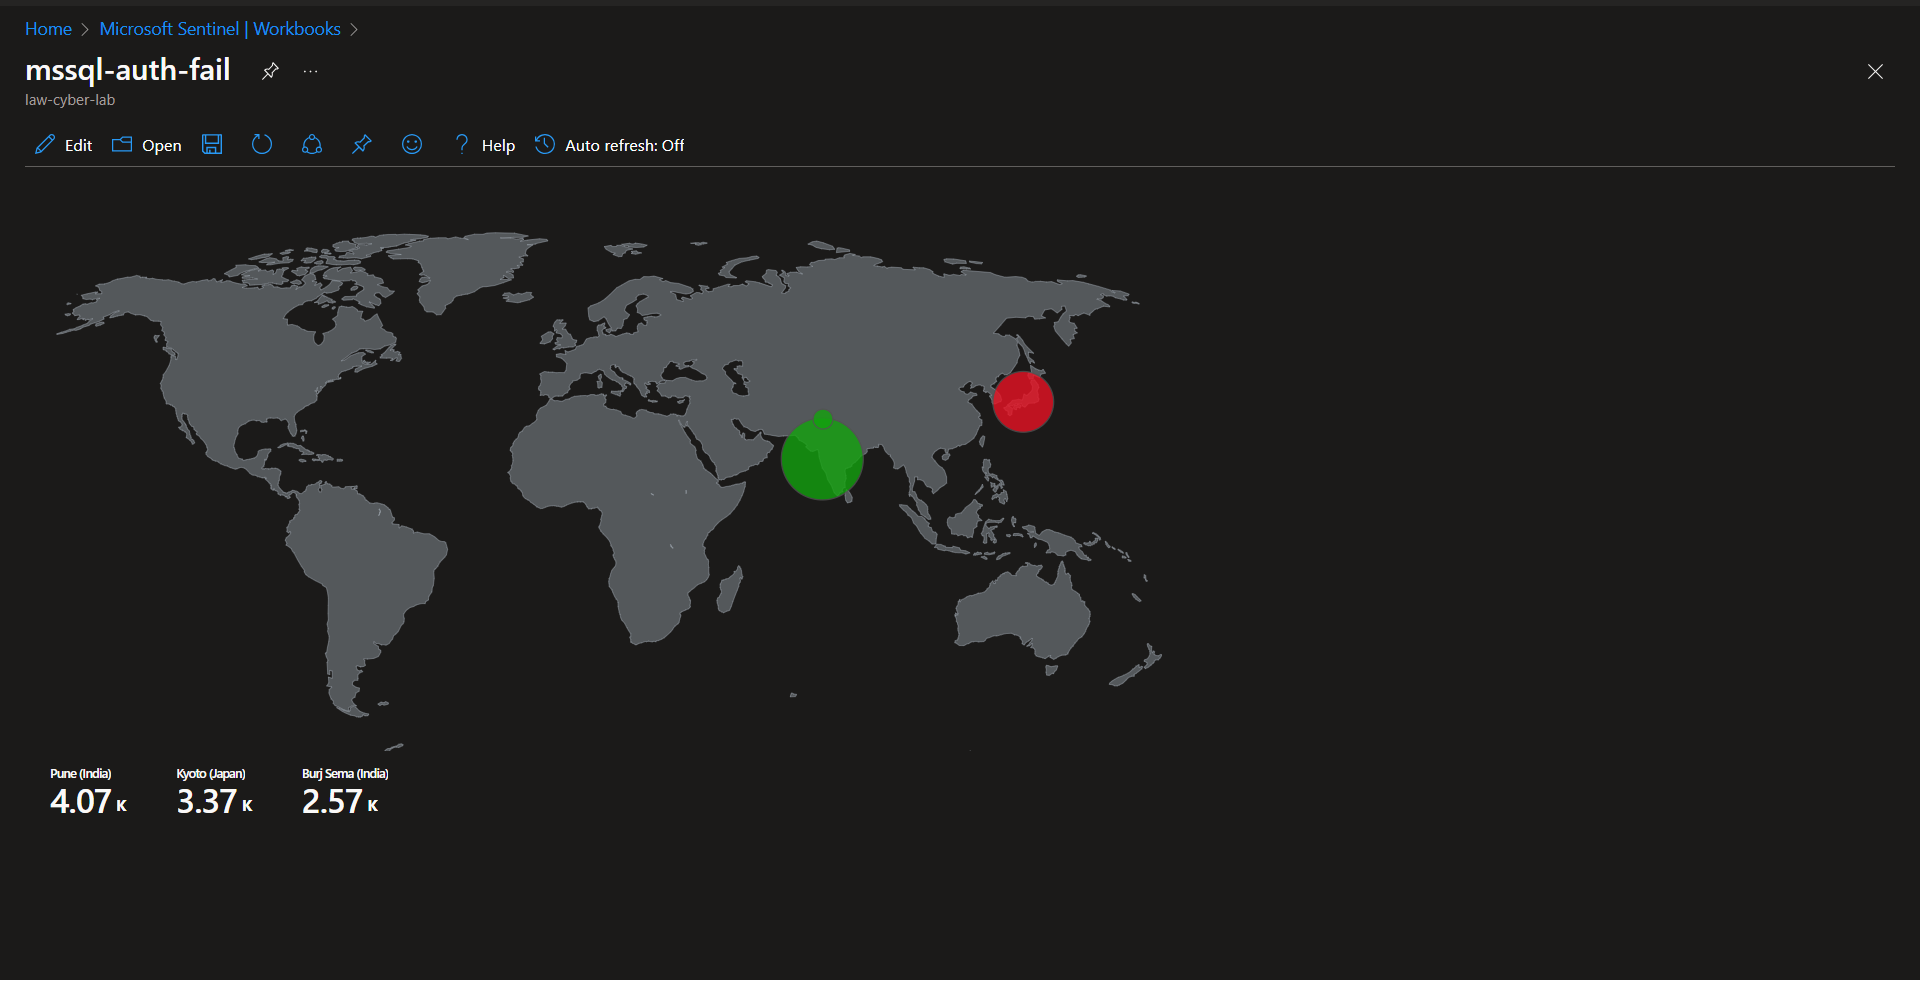 Home > Microsoft Sentinel | Workbooks >
mssql-auth-fail ...
law-cyber-lab
Edit Open Help Auto refresh: Off
Pune (India) Kyoto (Japan) Burj Sema (India)
4.07 K 3.37 K 2.57 K